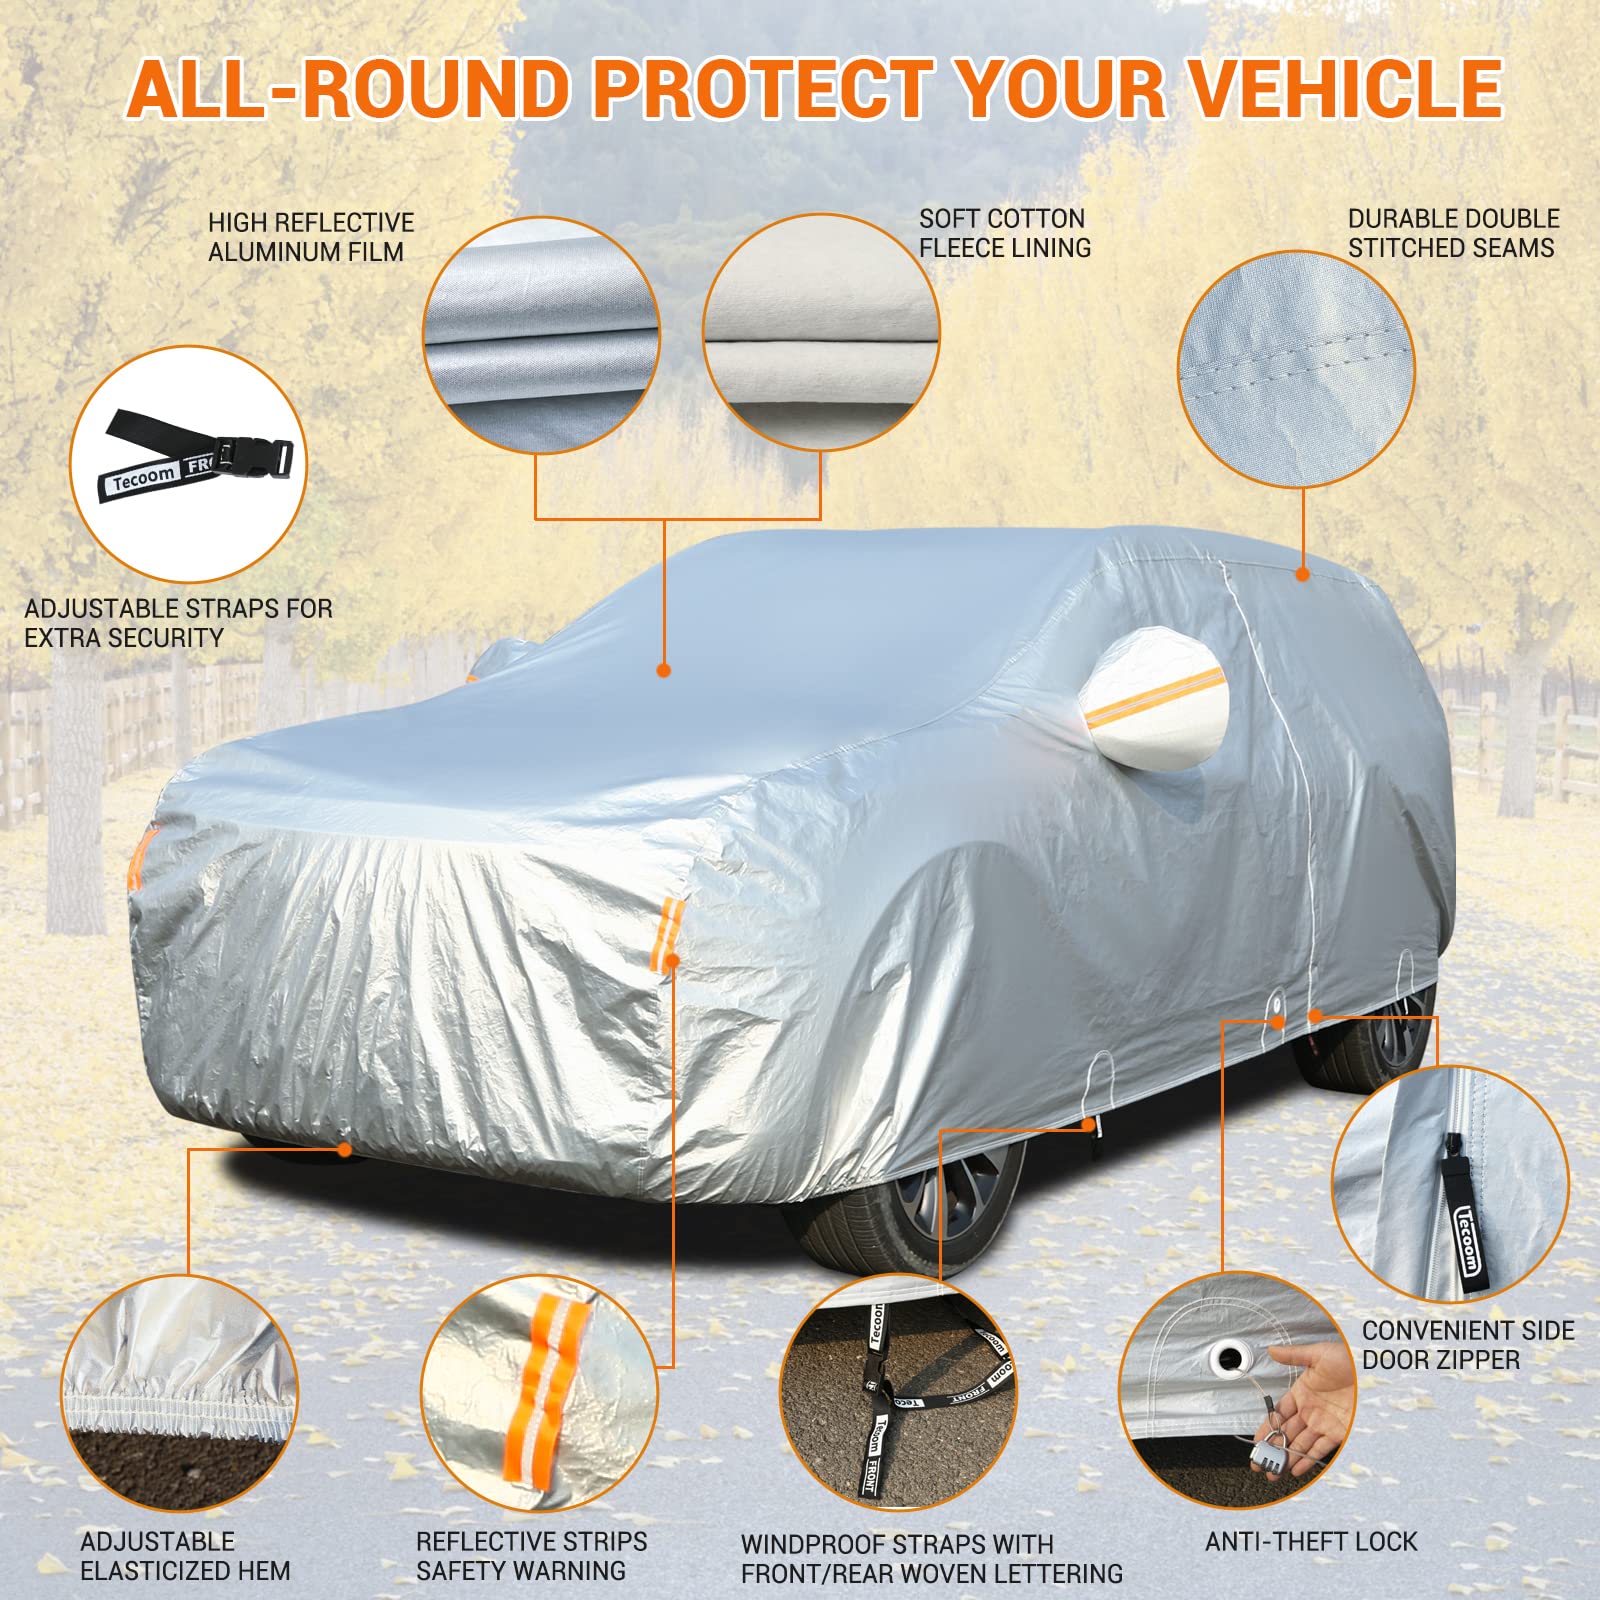 ALL-ROUND PROTECT YOUR VEHICLE
HIGH REFLECTIVE
ALUMINUM FILM
SOFT COTTON
FLEECE LINING
DURABLE DOUBLE
STITCHED SEAMS
Tecoom FRO
ADJUSTABLE STRAPS FOR
EXTRA SECURITY
Tecoom
CONVENIENT SIDE
DOOR ZIPPER
Tecoom
Tecoom
FRONT
Tecoom
FRONT
ADJUSTABLE
ELASTICIZED HEM
REFLECTIVE STRIPS
SAFETY WARNING
WINDPROOF STRAPS WITH
FRONT/REAR WOVEN LETTERING
ANTI-THEFT LOCK